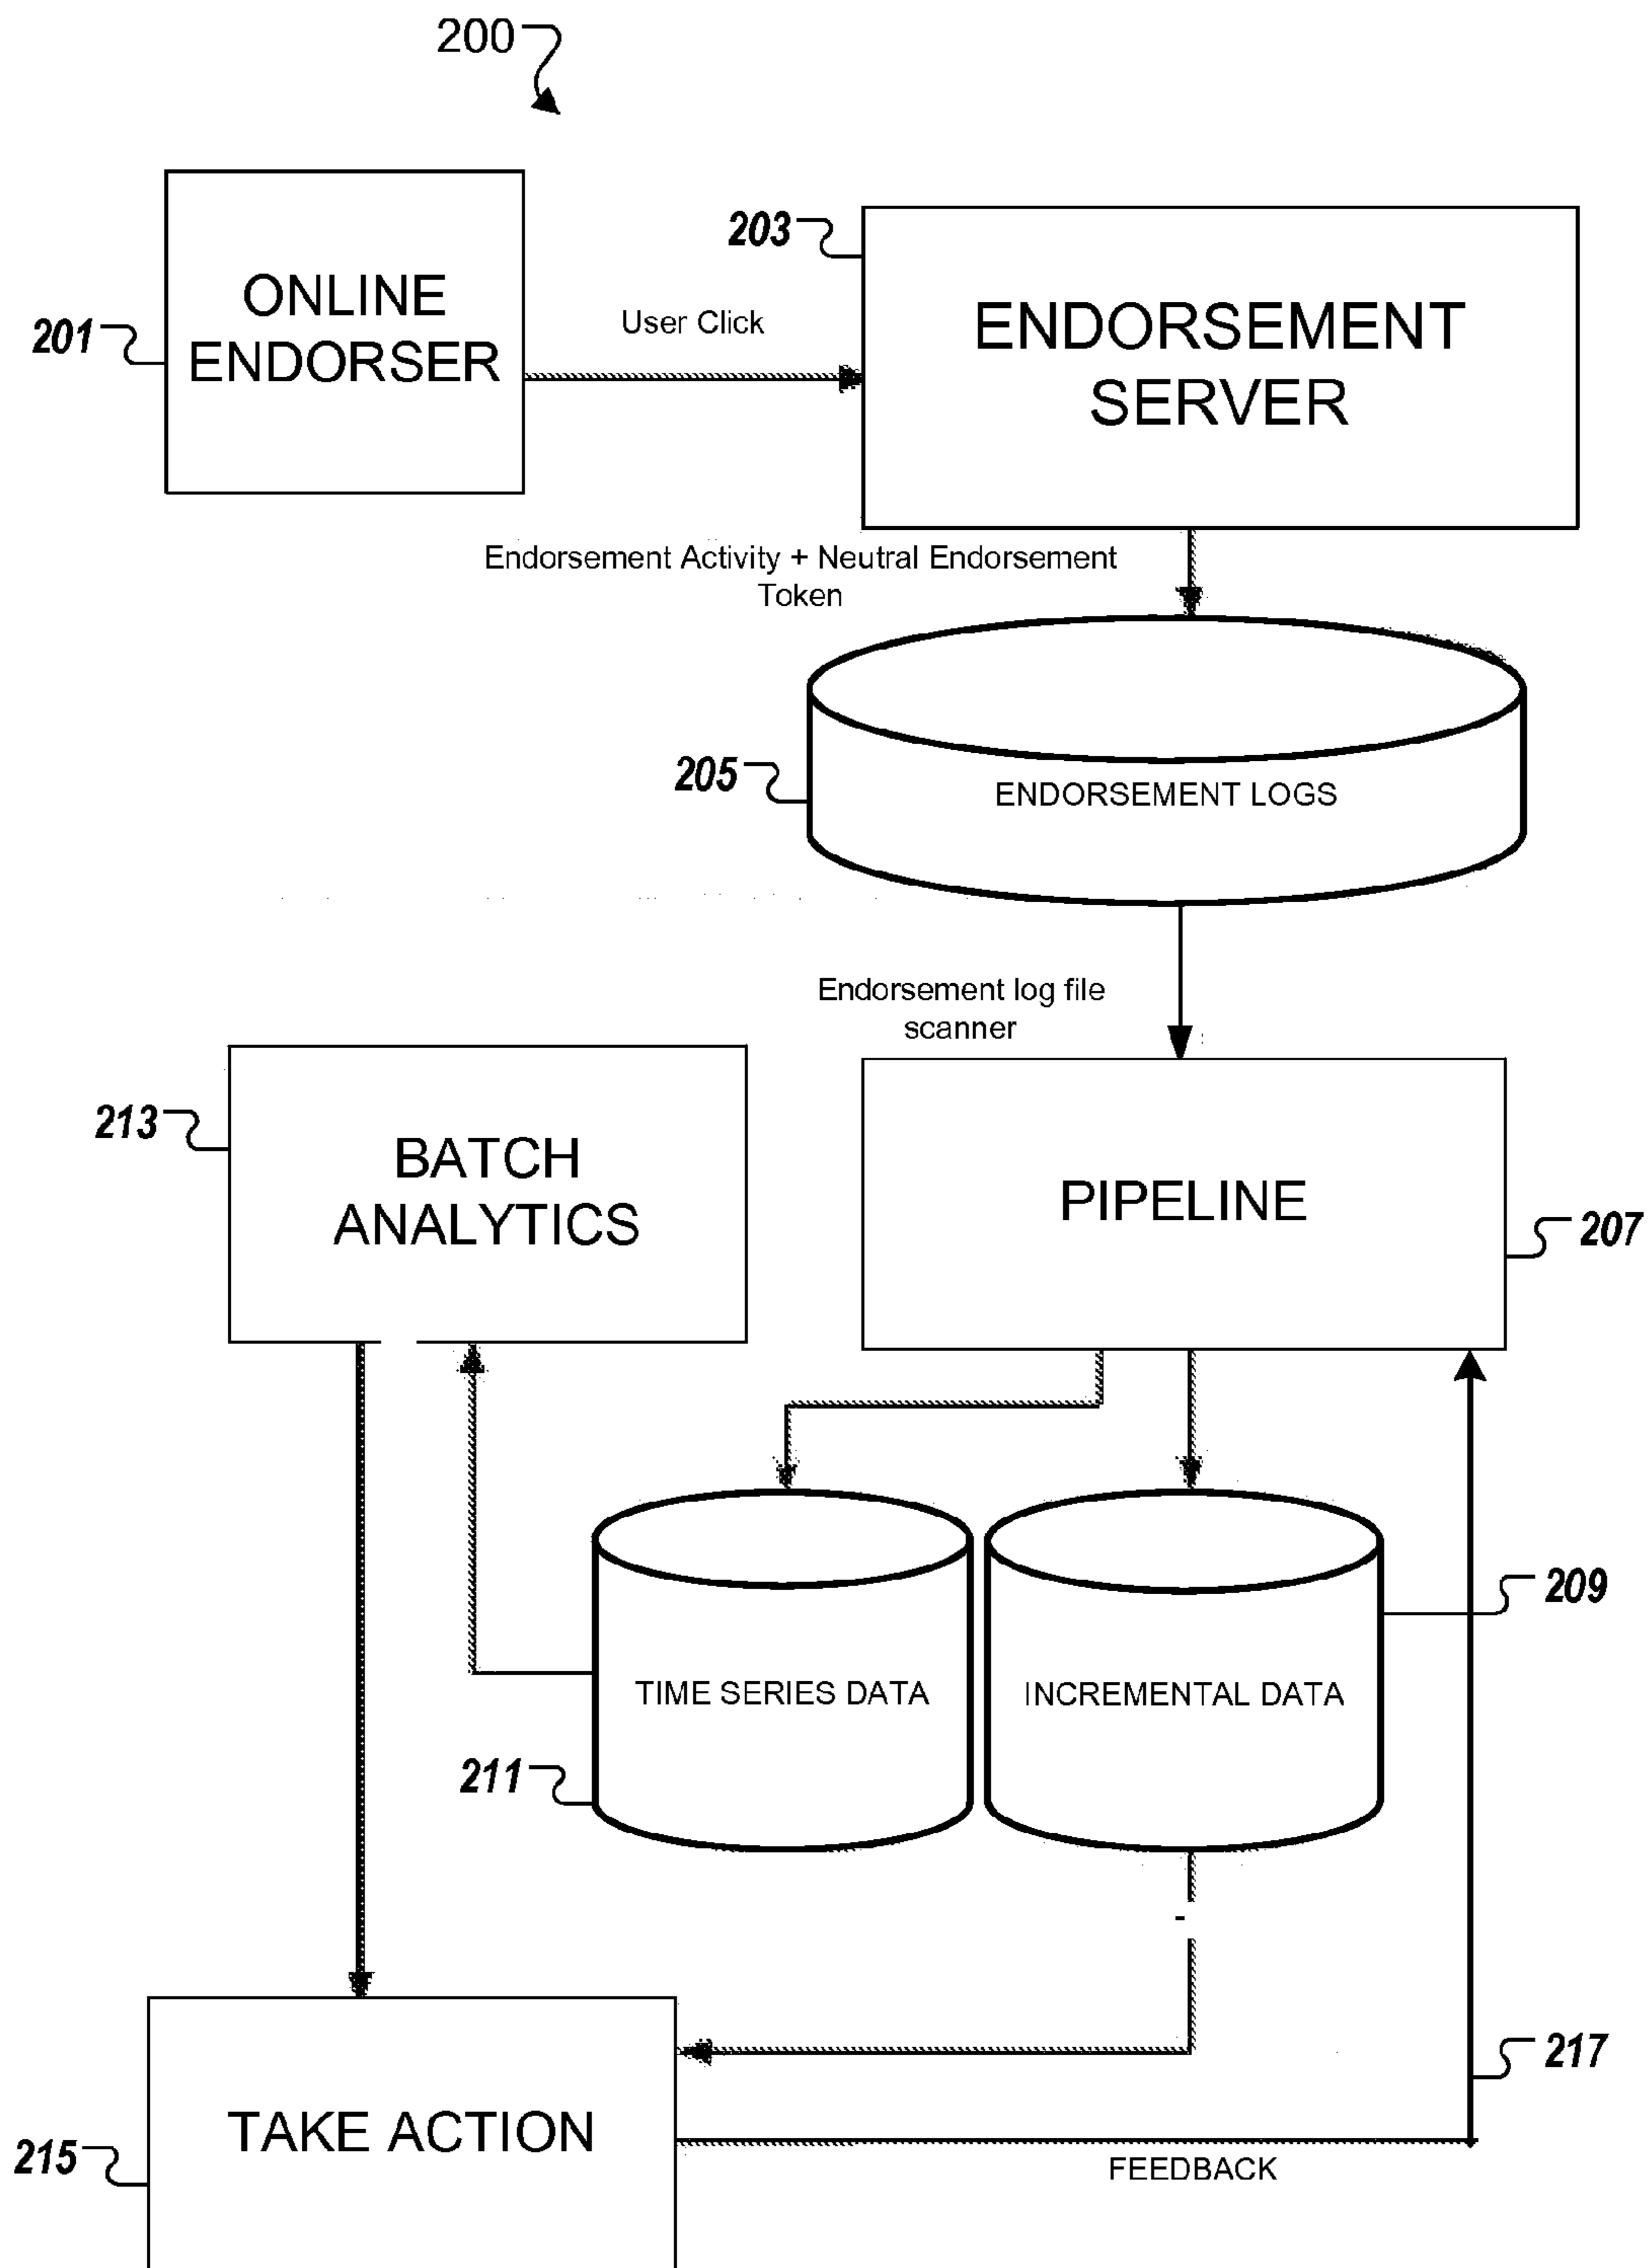 200
ONLINE
ENDORSER
201
User Click
203
ENDORSEMENT
SERVER
Endorsement Activity + Neutral Endorsement
Token
205
ENDORSEMENT LOGS
Endorsement log file
scanner
213
BATCH
ANALYTICS
PIPELINE
207
209
TIME SERIES DATA
INCREMENTAL DATA
211
217
TAKE ACTION
215
FEEDBACK